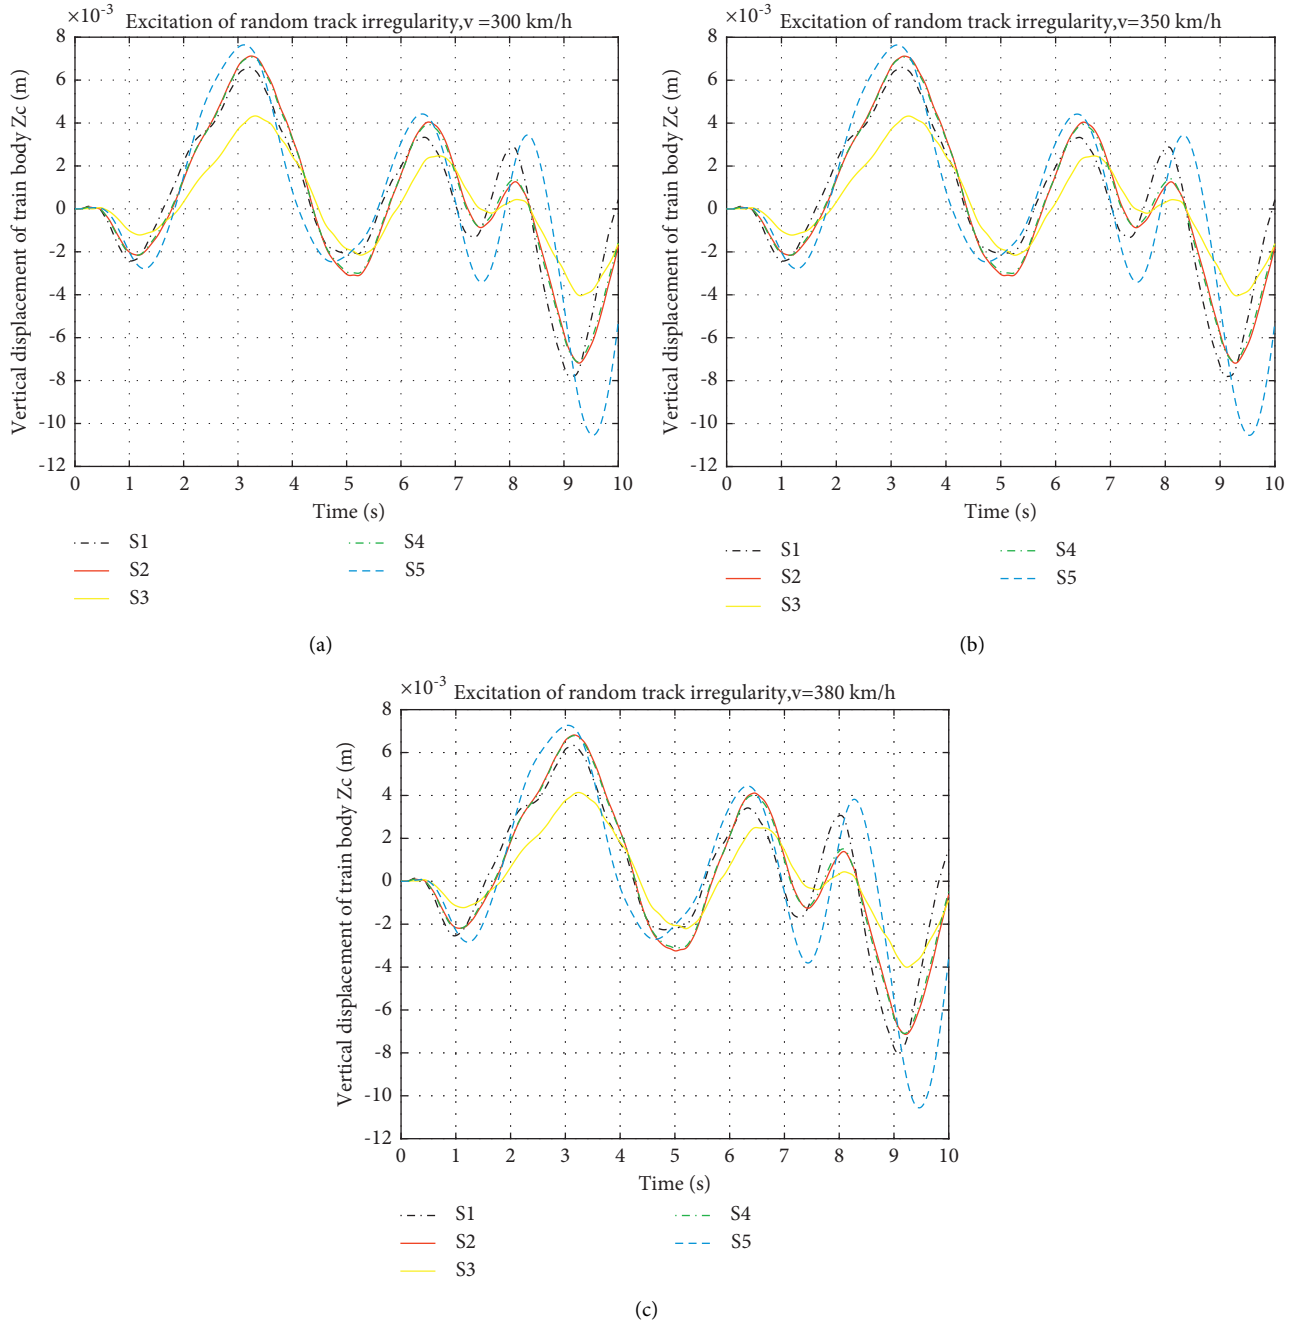 ×10-3 Excitation of random track irregularity,v =300 km/h
Vertical displacement of train body Zc (m)
8
6
4
2
0
-2
-4
-6
-8
-10
-12
0 1 2 3 4 5 6 7 8 9 10
Time (s)
S1 S4
S2 S5
S3
(a)
×10-3 Excitation of random track irregularity,v=350 km/h
Vertical displacement of train body Zc (m)
8
6
4
2
0
-2
-4
-6
-8
-10
-12
0 1 2 3 4 5 6 7 8 9 10
Time (s)
S1 S4
S2 S5
S3
(b)
×10-3 Excitation of random track irregularity,v=380 km/h
Vertical displacement of train body Zc (m)
8
6
4
2
0
-2
-4
-6
-8
-10
-12
0 1 2 3 4 5 6 7 8 9 10
Time (s)
S1 S4
S2 S5
S3
(c)